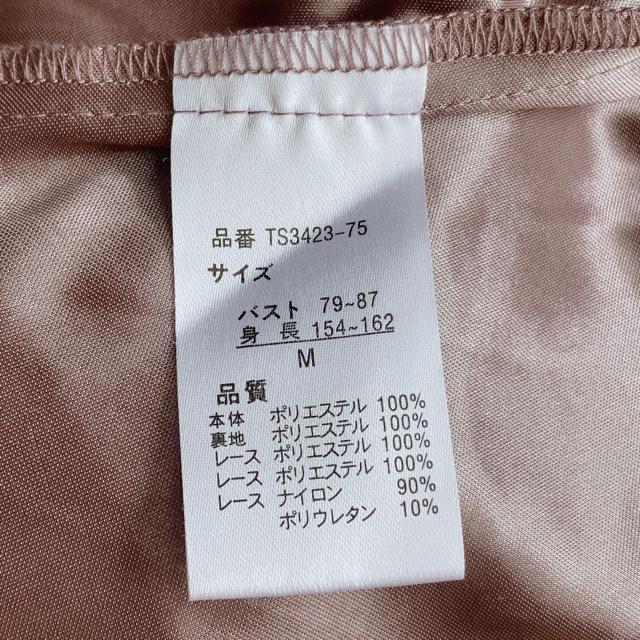 品番 TS3423-75
サイズ
バスト 79~87
身 長 154~162
M
品質
本体 ポリエステル 100%
裏地 ポリエステル 100%
レース ポリエステル 100%
レース ポリエステル 100%
レース ナイロン 90%
ポリウレタン 10%